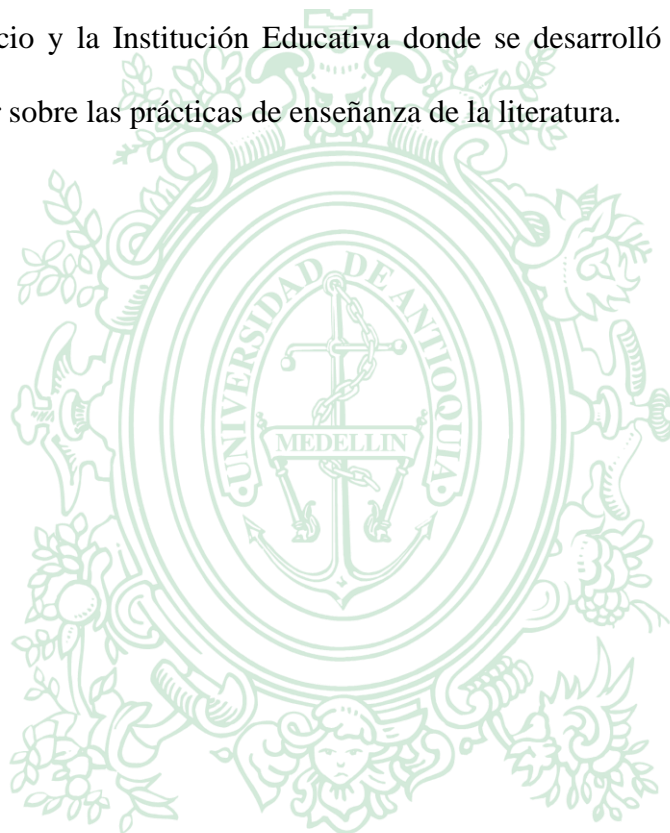 cio y la Institución Educativa donde se desarrolló
r sobre las prácticas de enseñanza de la literatura.
UNIVERSIDAD DE ANTIOQUIA
MEDELLIN